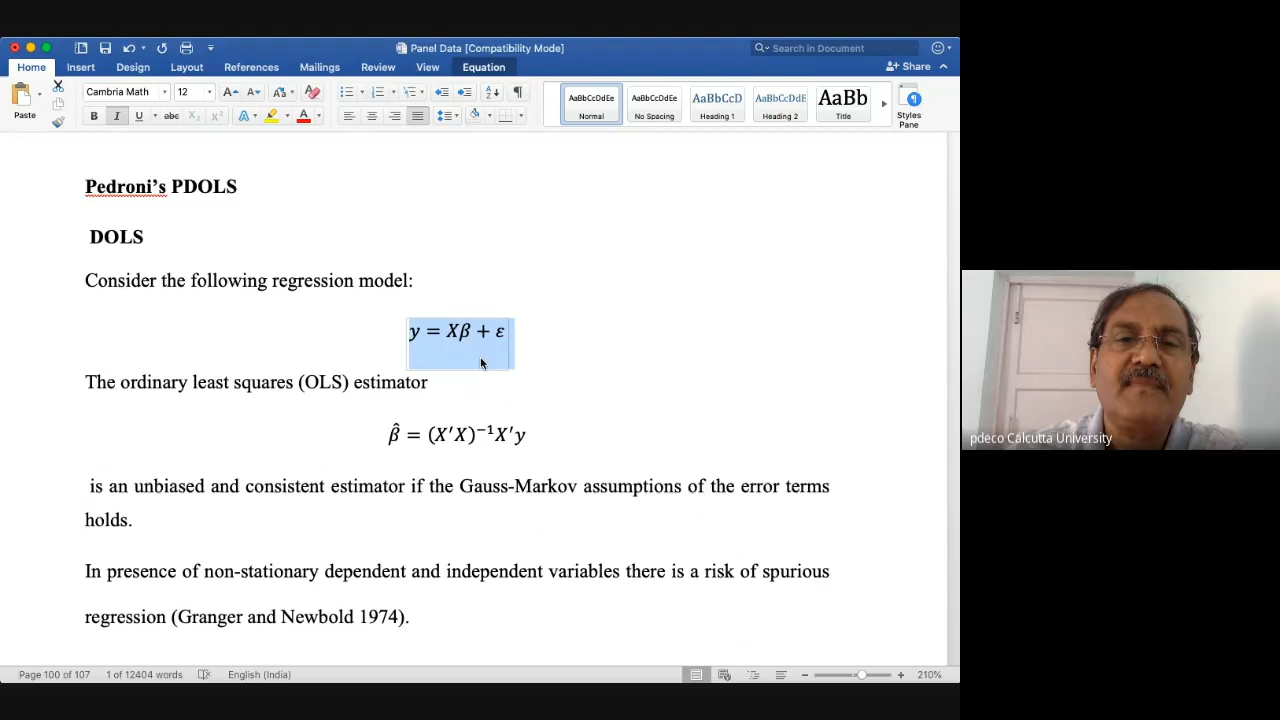 Panel Data [Compatibility Mode]
Search in Document
Home Insert Design Layout References Mailings Review View Equation
Share
Paste
Cambria Math 12
AaBbCcDdEe AaBbCcDdEe AaBbCcD AaBbCcDdE AaBb
Normal No Spacing Heading 1 Heading 2 Title
Styles
Pane
Pedroni’s PDOLS
DOLS
Consider the following regression model:
y = Xβ + ε
The ordinary least squares (OLS) estimator
β̂ = (X′X)⁻¹X′y
is an unbiased and consistent estimator if the Gauss-Markov assumptions of the error terms
holds.
In presence of non-stationary dependent and independent variables there is a risk of spurious
regression (Granger and Newbold 1974).
pdeco Calcutta University
Page 100 of 107 1 of 12404 words English (India) 210%